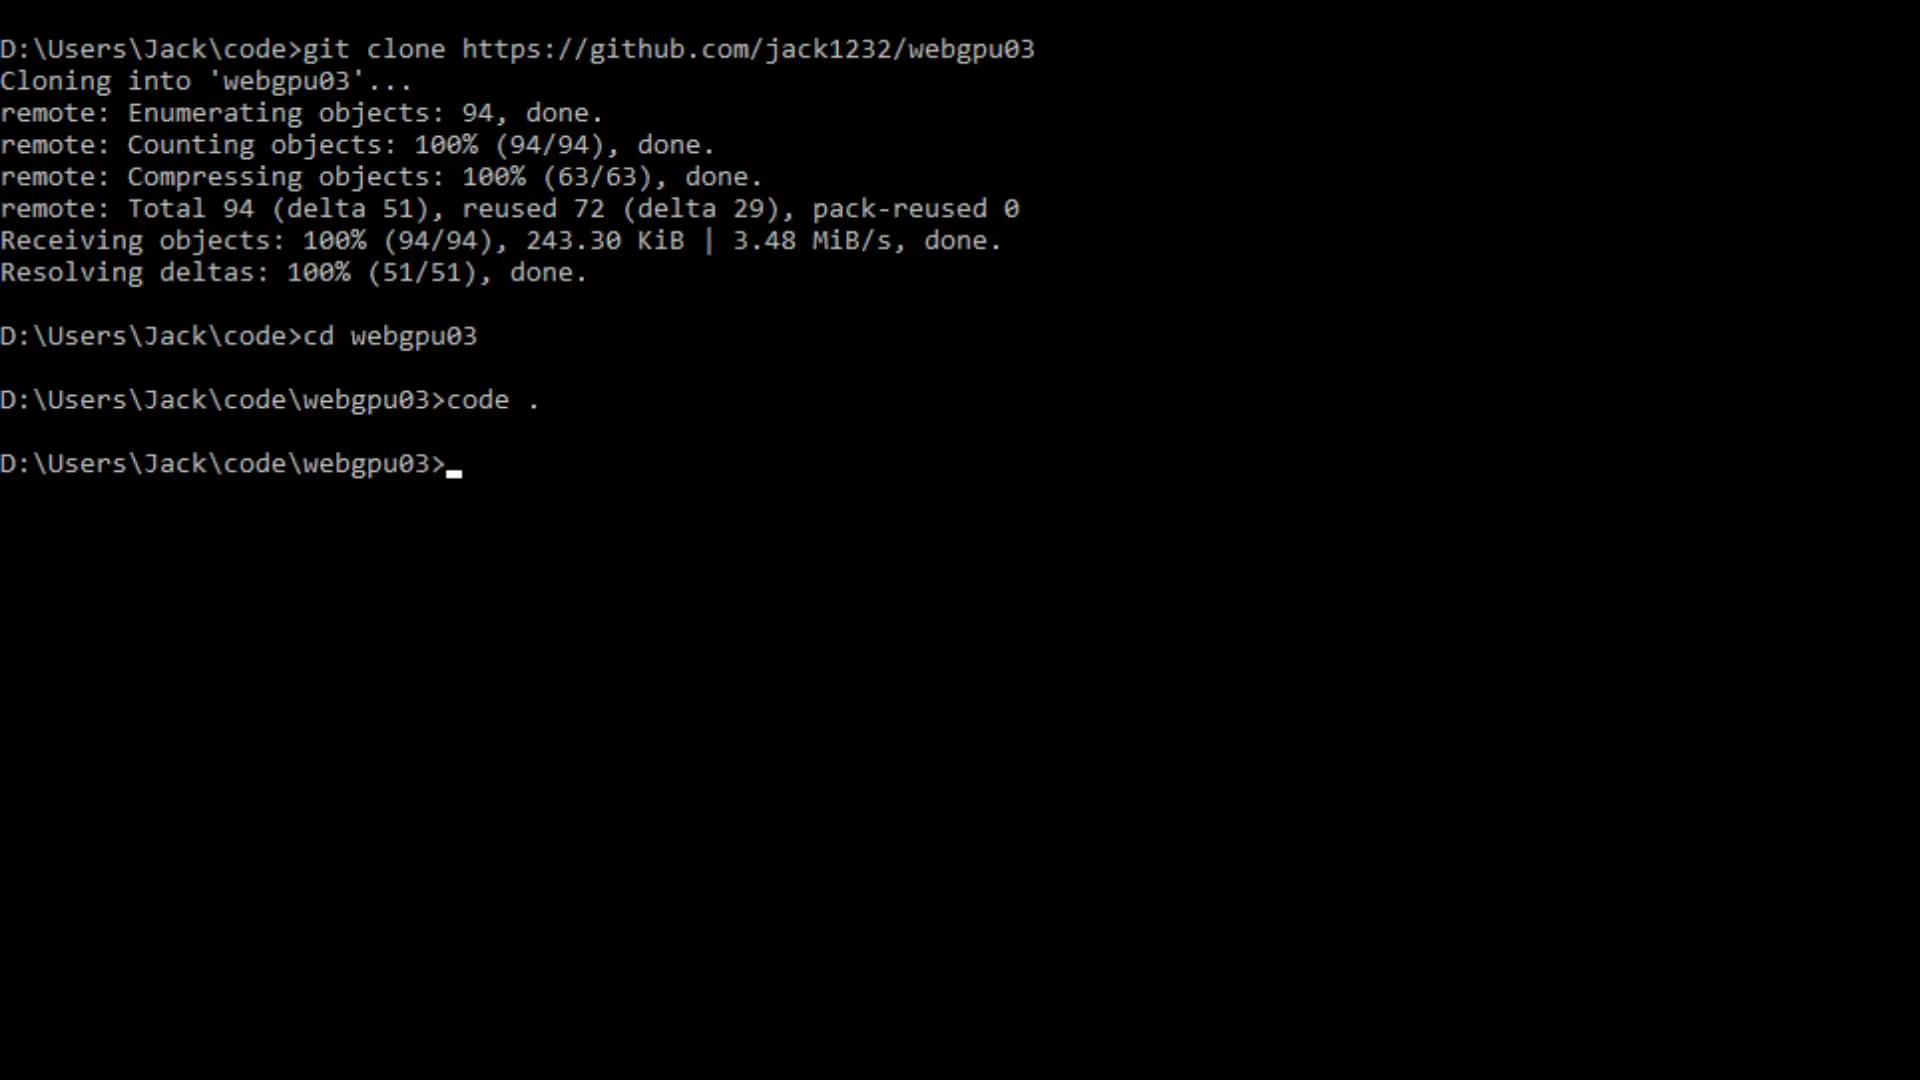 D:\Users\Jack\code>git clone https://github.com/jack1232/webgpu03
Cloning into 'webgpu03'...
remote: Enumerating objects: 94, done.
remote: Counting objects: 100% (94/94), done.
remote: Compressing objects: 100% (63/63), done.
remote: Total 94 (delta 51), reused 72 (delta 29), pack-reused 0
Receiving objects: 100% (94/94), 243.30 KiB | 3.48 MiB/s, done.
Resolving deltas: 100% (51/51), done.
D:\Users\Jack\code>cd webgpu03
D:\Users\Jack\code\webgpu03>code .
D:\Users\Jack\code\webgpu03>